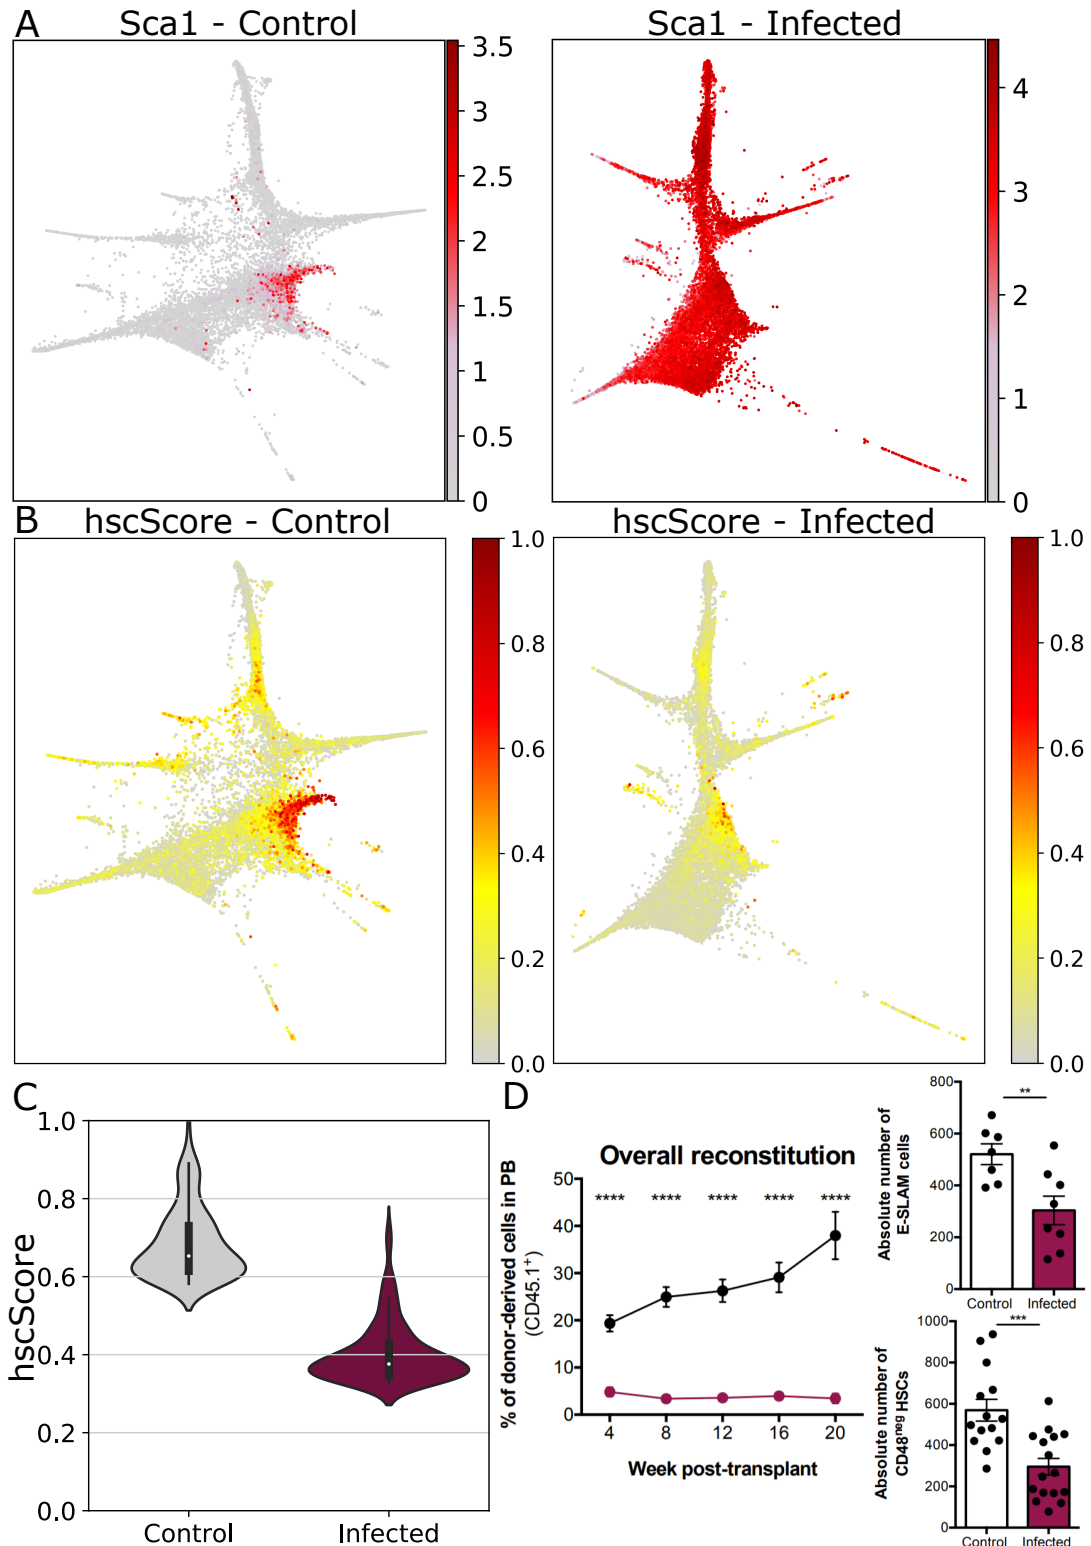 A
Sca1 - Control
Sca1 - Infected
3.5
3
2.5
2
1.5
1
0.5
0
4
3
2
1
0
B
hscScore - Control
hscScore - Infected
1.0
0.8
0.6
0.4
0.2
0.0
1.0
0.8
0.6
0.4
0.2
0.0
C
hscScore
1.0
0.8
0.6
0.4
0.2
0.0
Control
Infected
D
Overall reconstitution
% of donor-derived cells in PB
(CD45.1⁺)
50
40
30
20
10
0
**** **** **** **** ****
4 8 12 16 20
Week post-transplant
Absolute number of
E-SLAM cells
800
600
400
200
0
**
Control Infected
Absolute number of
CD48ⁿᵉᵍ HSCs
1000
800
600
400
200
0
***
Control Infected